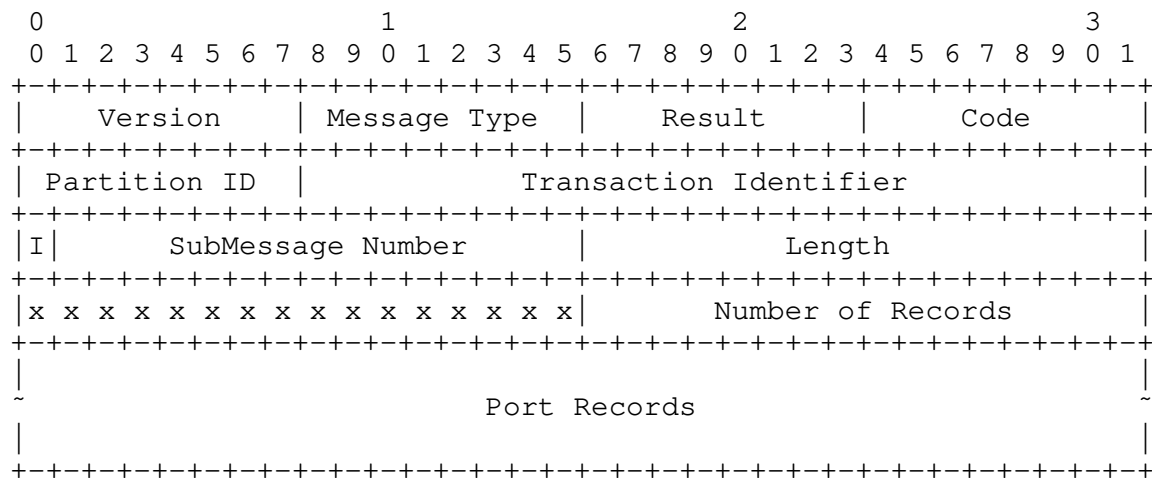 0                   1                   2                   3
 0 1 2 3 4 5 6 7 8 9 0 1 2 3 4 5 6 7 8 9 0 1 2 3 4 5 6 7 8 9 0 1
+-+-+-+-+-+-+-+-+-+-+-+-+-+-+-+-+-+-+-+-+-+-+-+-+-+-+-+-+-+-+-+-+
|    Version    | Message Type  |    Result     |     Code      |
+-+-+-+-+-+-+-+-+-+-+-+-+-+-+-+-+-+-+-+-+-+-+-+-+-+-+-+-+-+-+-+-+
| Partition ID  |            Transaction Identifier             |
+-+-+-+-+-+-+-+-+-+-+-+-+-+-+-+-+-+-+-+-+-+-+-+-+-+-+-+-+-+-+-+-+
|I|      SubMessage Number      |           Length              |
+-+-+-+-+-+-+-+-+-+-+-+-+-+-+-+-+-+-+-+-+-+-+-+-+-+-+-+-+-+-+-+-+
|x x x x x x x x x x x x x x x x|       Number of Records       |
+-+-+-+-+-+-+-+-+-+-+-+-+-+-+-+-+-+-+-+-+-+-+-+-+-+-+-+-+-+-+-+-+
|                                                               |
~                          Port Records                         ~
|                                                               |
+-+-+-+-+-+-+-+-+-+-+-+-+-+-+-+-+-+-+-+-+-+-+-+-+-+-+-+-+-+-+-+-+